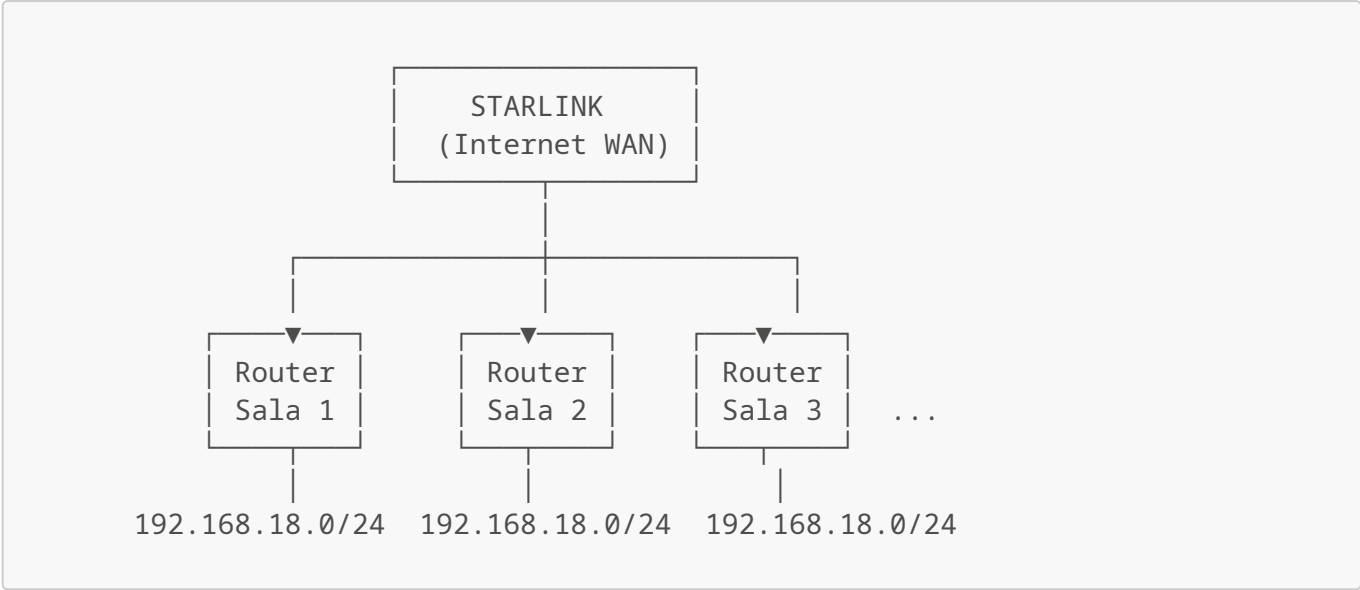 STARLINK
(Internet WAN)
Router Router Router
Sala 1 Sala 2 Sala 3 ...
192.168.18.0/24 192.168.18.0/24 192.168.18.0/24